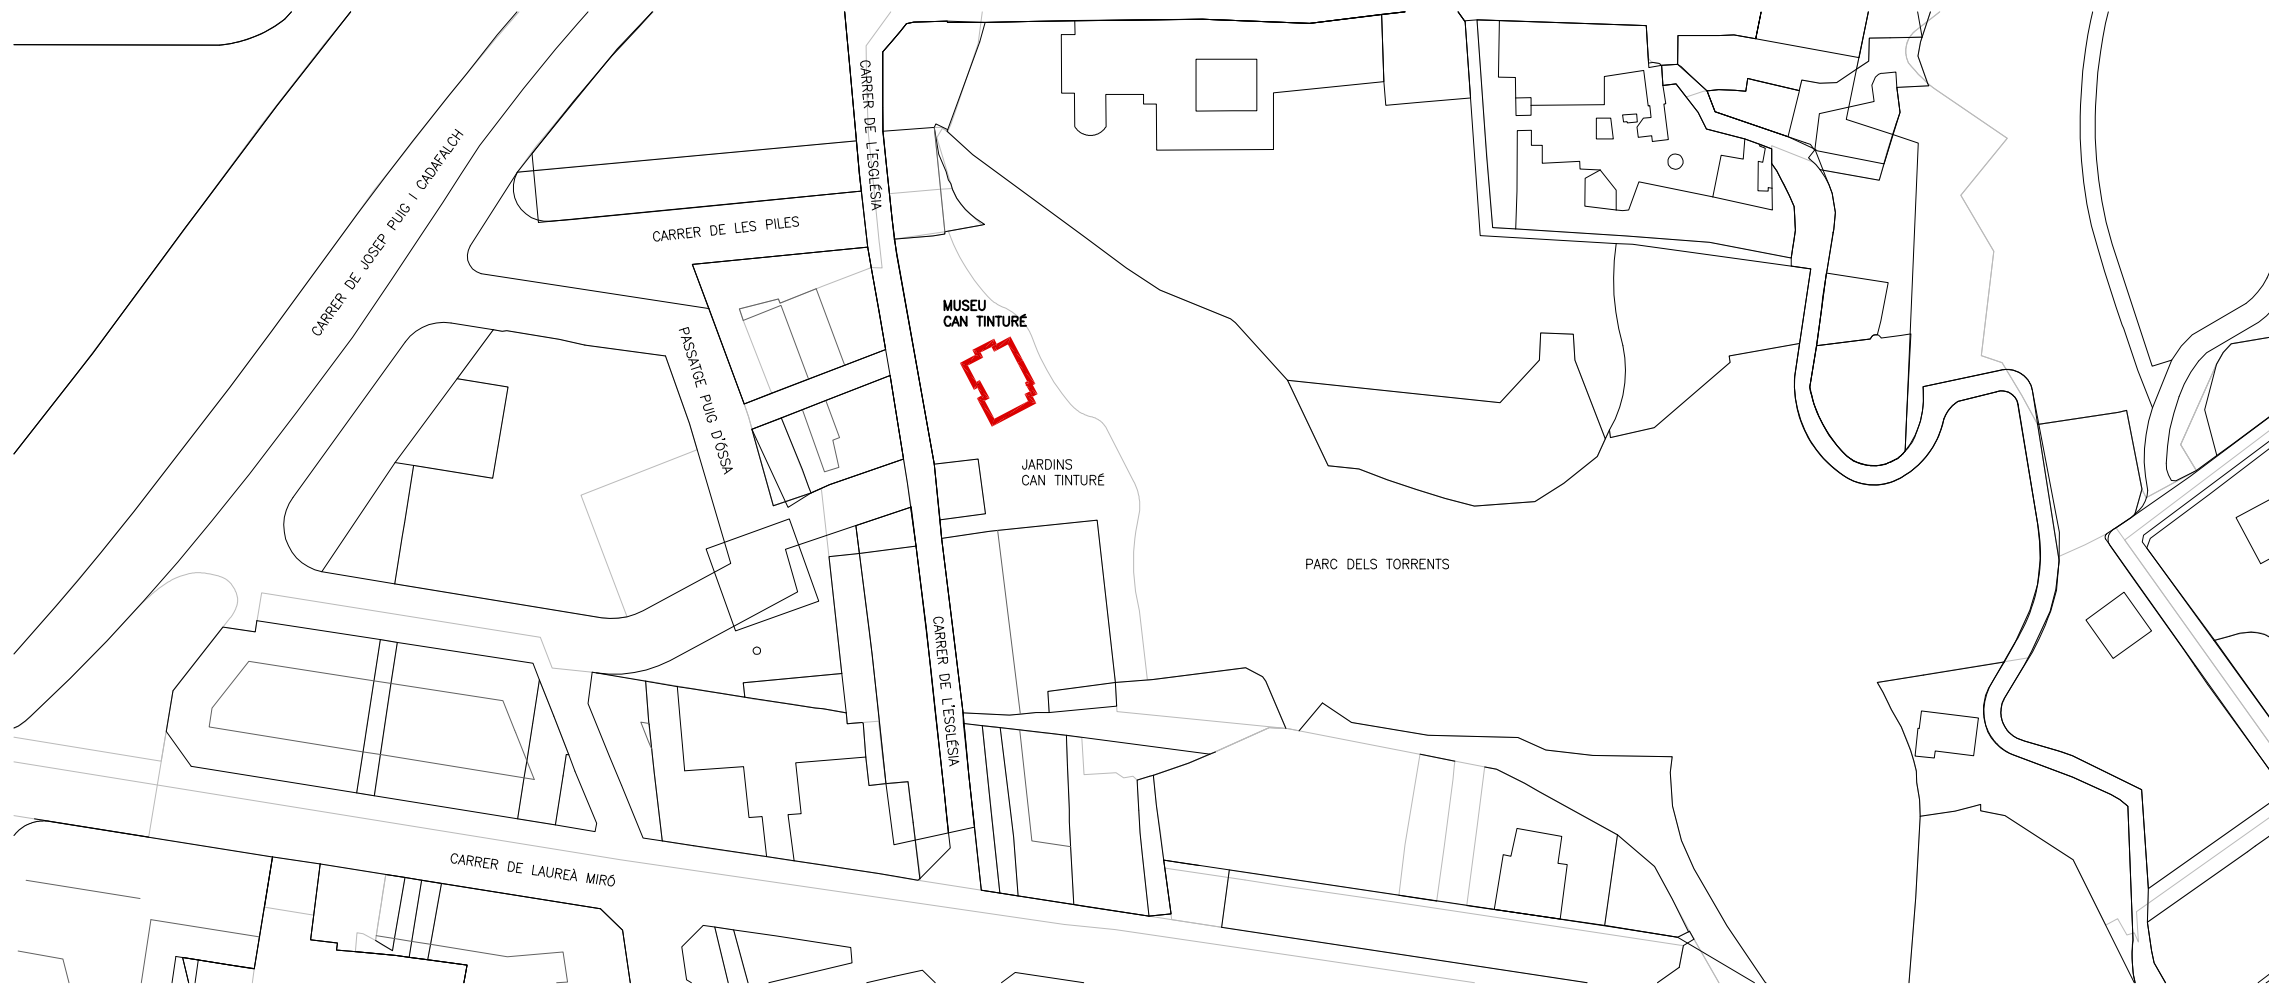 CARRER DE L'ESGLÉSIA
CARRER DE JOSEP PUIG I CADAFALCH
CARRER DE LES PILES
MUSEU
CAN TINTURÉ
PASSATGE PUIG D'ÓSSA
JARDINS
CAN TINTURÉ
PARC DELS TORRENTS
CARRER DE L'ESGLÉSIA
CARRER DE LAUREÀ MIRÓ